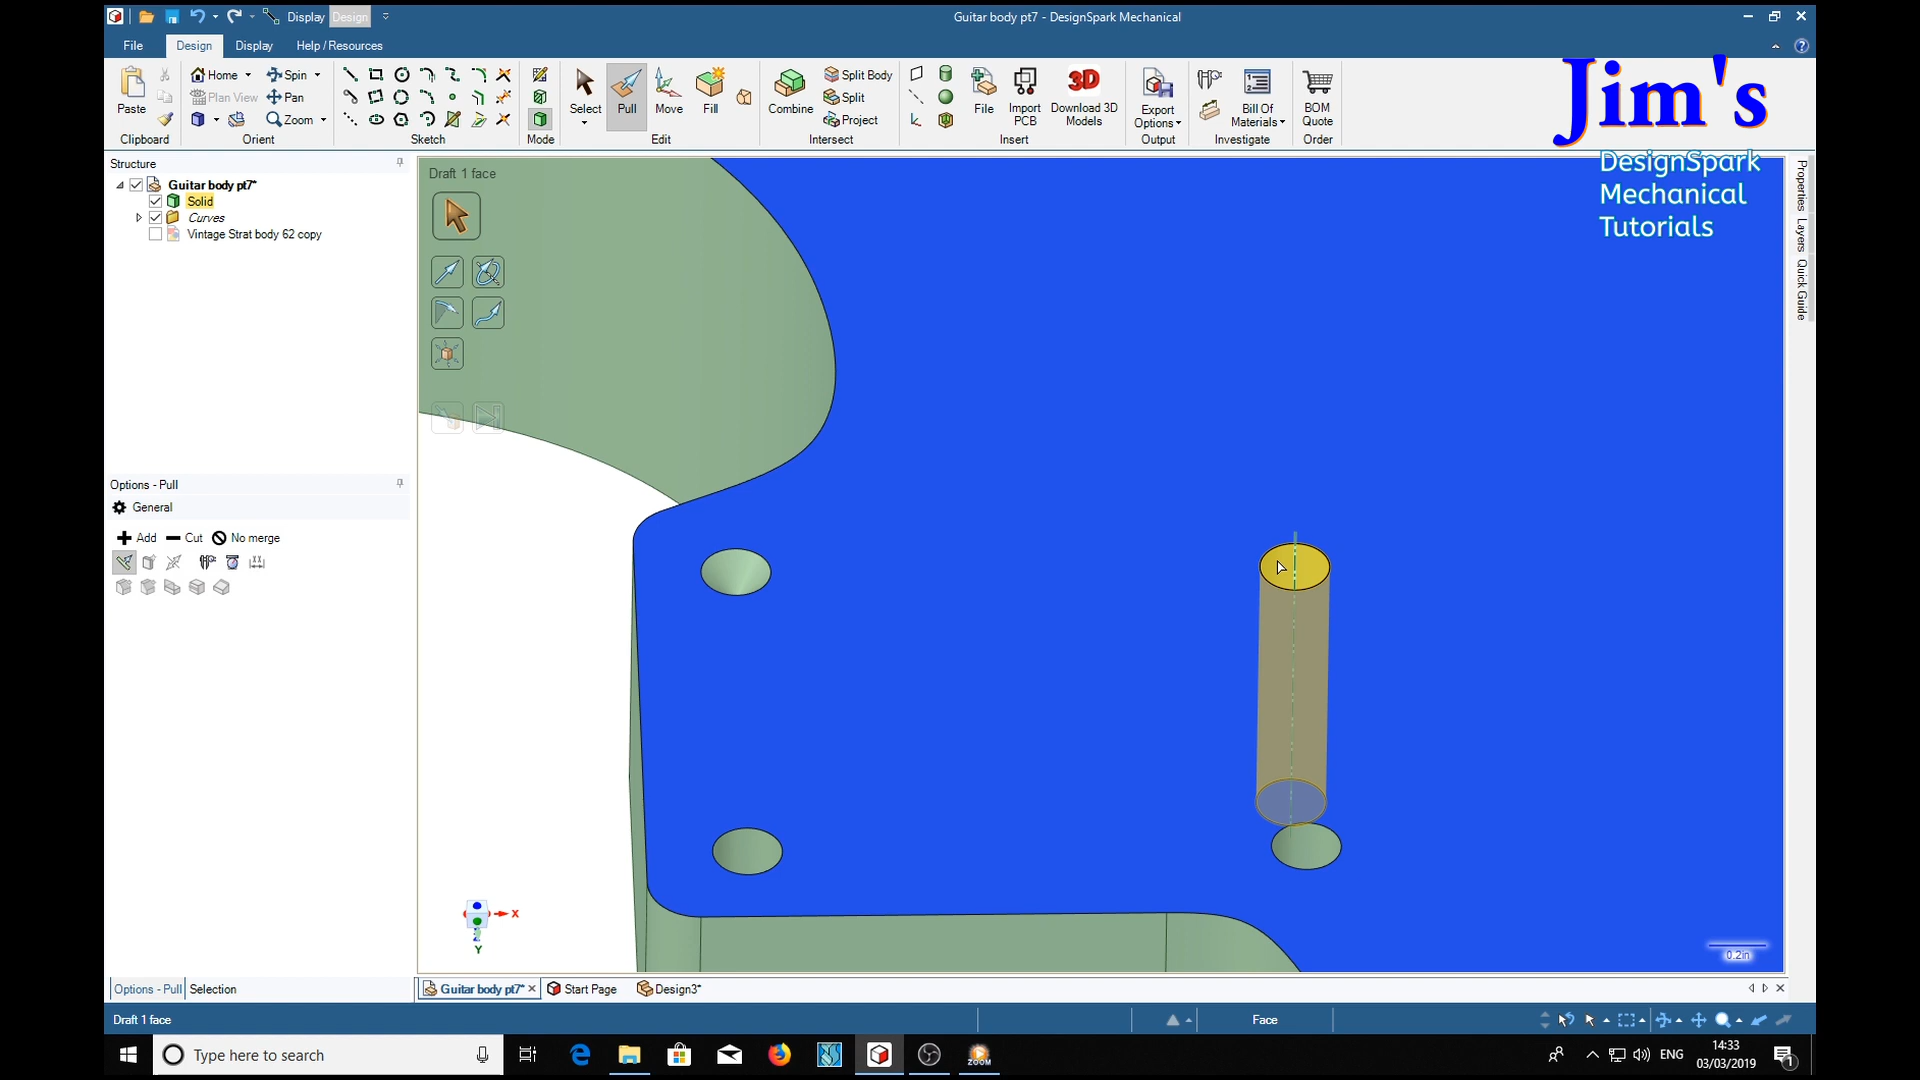 Display Design
Guitar body pt7 - DesignSpark Mechanical
File Design Display Help / Resources
Paste
Clipboard
Home Spin
Plan View Pan
Zoom
Orient
Sketch
Mode
Select Pull Move Fill
Edit
Combine
Split Body
Split
Project
Intersect
File
Import
PCB
3D
Download 3D
Models
Insert
Export
Options
Output
Bill Of
Materials
Investigate
BOM
Quote
Order
Jim's
DesignSpark
Mechanical
Tutorials
Structure
Guitar body pt7*
Solid
Curves
Vintage Strat body 62 copy
Draft 1 face
Properties
Layers
Quick Guide
Options - Pull
General
Add Cut No merge
X
Z
Y
0.2in
Options - Pull Selection
Guitar body pt7* Start Page Design3*
Draft 1 face
Face
Type here to search
ZOOM
ENG
14:33
03/03/2019
1